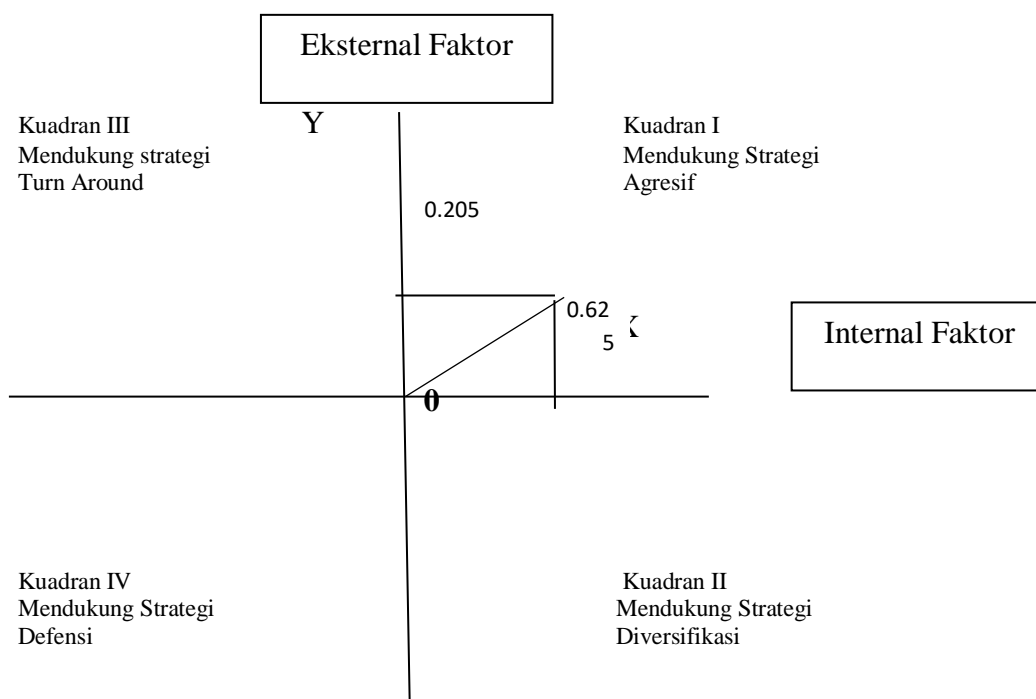 Eksternal Faktor
Kuadran III
Mendukung strategi
Turn Around
Y
Kuadran I
Mendukung Strategi
Agresif
0.205
0.62
5
X
Internal Faktor
0
Kuadran IV
Mendukung Strategi
Defensi
Kuadran II
Mendukung Strategi
Diversifikasi